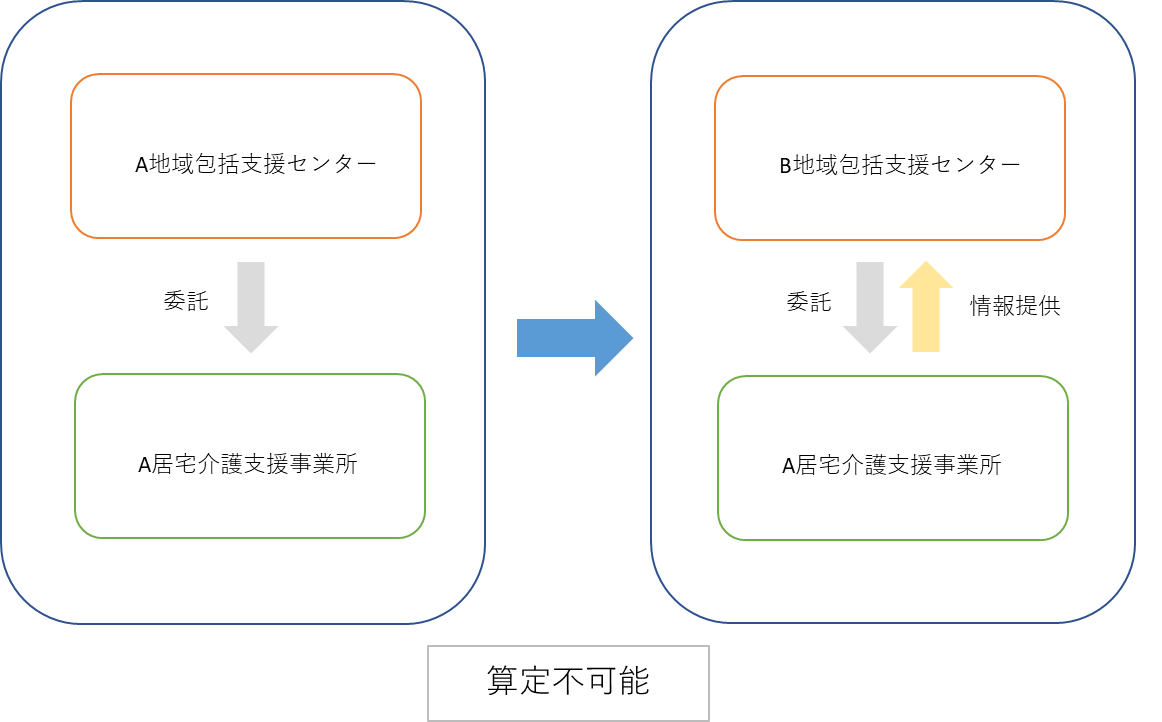 A地域包括支援センター
委託
A居宅介護支援事業所
B地域包括支援センター
委託
情報提供
A居宅介護支援事業所
算定不可能